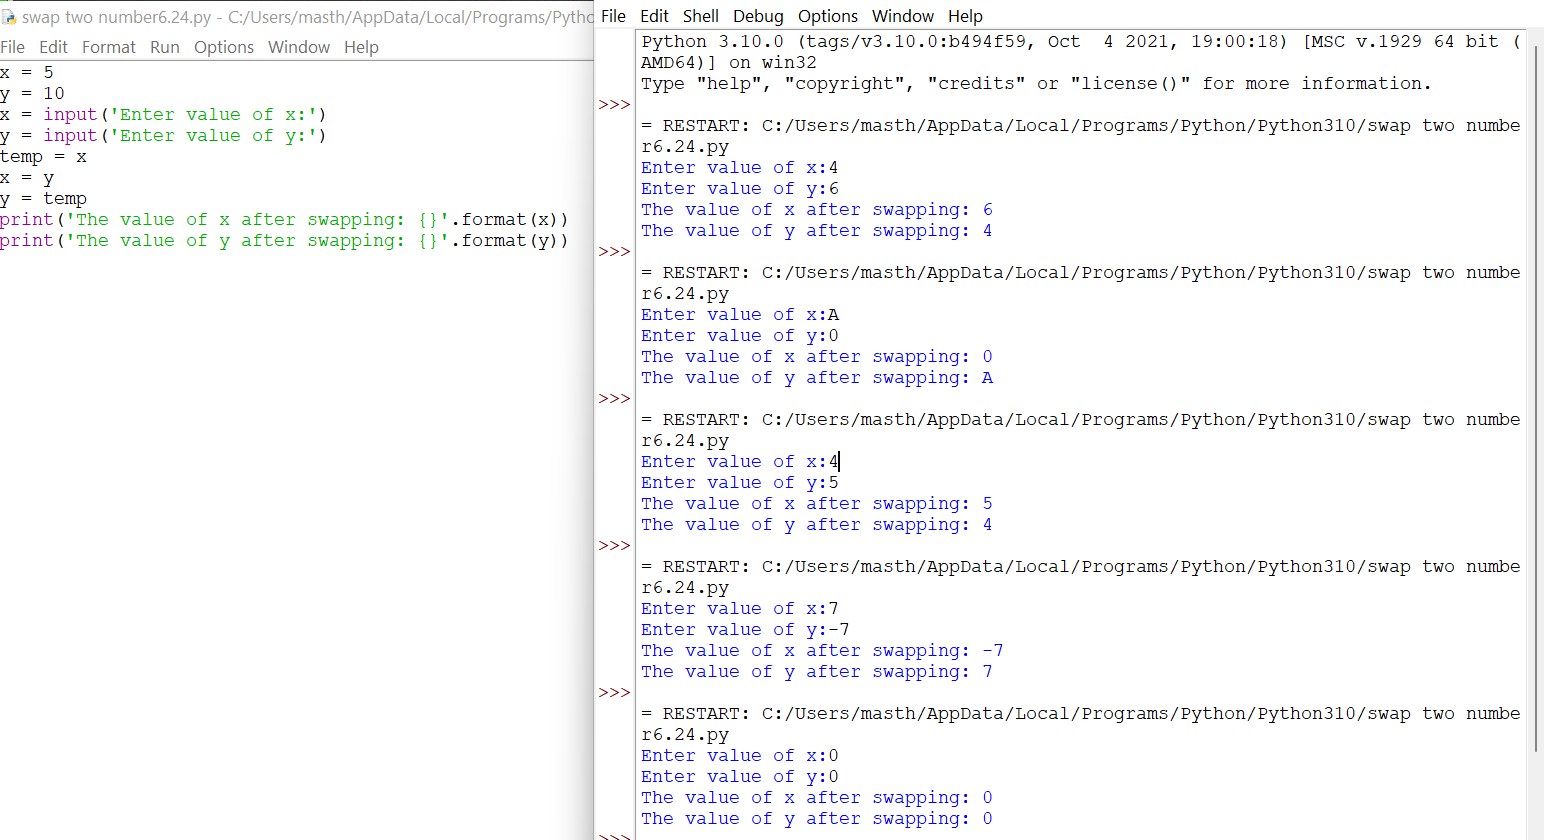 swap two number6.24.py - C:/Users/masth/AppData/Local/Programs/Pytho
File Edit Format Run Options Window Help
x = 5
y = 10
x = input('Enter value of x:')
y = input('Enter value of y:')
temp = x
x = y
y = temp
print('The value of x after swapping: {}'.format(x))
print('The value of y after swapping: {}'.format(y))
File Edit Shell Debug Options Window Help
Python 3.10.0 (tags/v3.10.0:b494f59, Oct  4 2021, 19:00:18) [MSC v.1929 64 bit (
AMD64)] on win32
Type "help", "copyright", "credits" or "license()" for more information.
>>>
= RESTART: C:/Users/masth/AppData/Local/Programs/Python/Python310/swap two numbe
r6.24.py
Enter value of x:4
Enter value of y:6
The value of x after swapping: 6
The value of y after swapping: 4
>>>
= RESTART: C:/Users/masth/AppData/Local/Programs/Python/Python310/swap two numbe
r6.24.py
Enter value of x:A
Enter value of y:0
The value of x after swapping: 0
The value of y after swapping: A
>>>
= RESTART: C:/Users/masth/AppData/Local/Programs/Python/Python310/swap two numbe
r6.24.py
Enter value of x:4
Enter value of y:5
The value of x after swapping: 5
The value of y after swapping: 4
>>>
= RESTART: C:/Users/masth/AppData/Local/Programs/Python/Python310/swap two numbe
r6.24.py
Enter value of x:7
Enter value of y:-7
The value of x after swapping: -7
The value of y after swapping: 7
>>>
= RESTART: C:/Users/masth/AppData/Local/Programs/Python/Python310/swap two numbe
r6.24.py
Enter value of x:0
Enter value of y:0
The value of x after swapping: 0
The value of y after swapping: 0
>>>